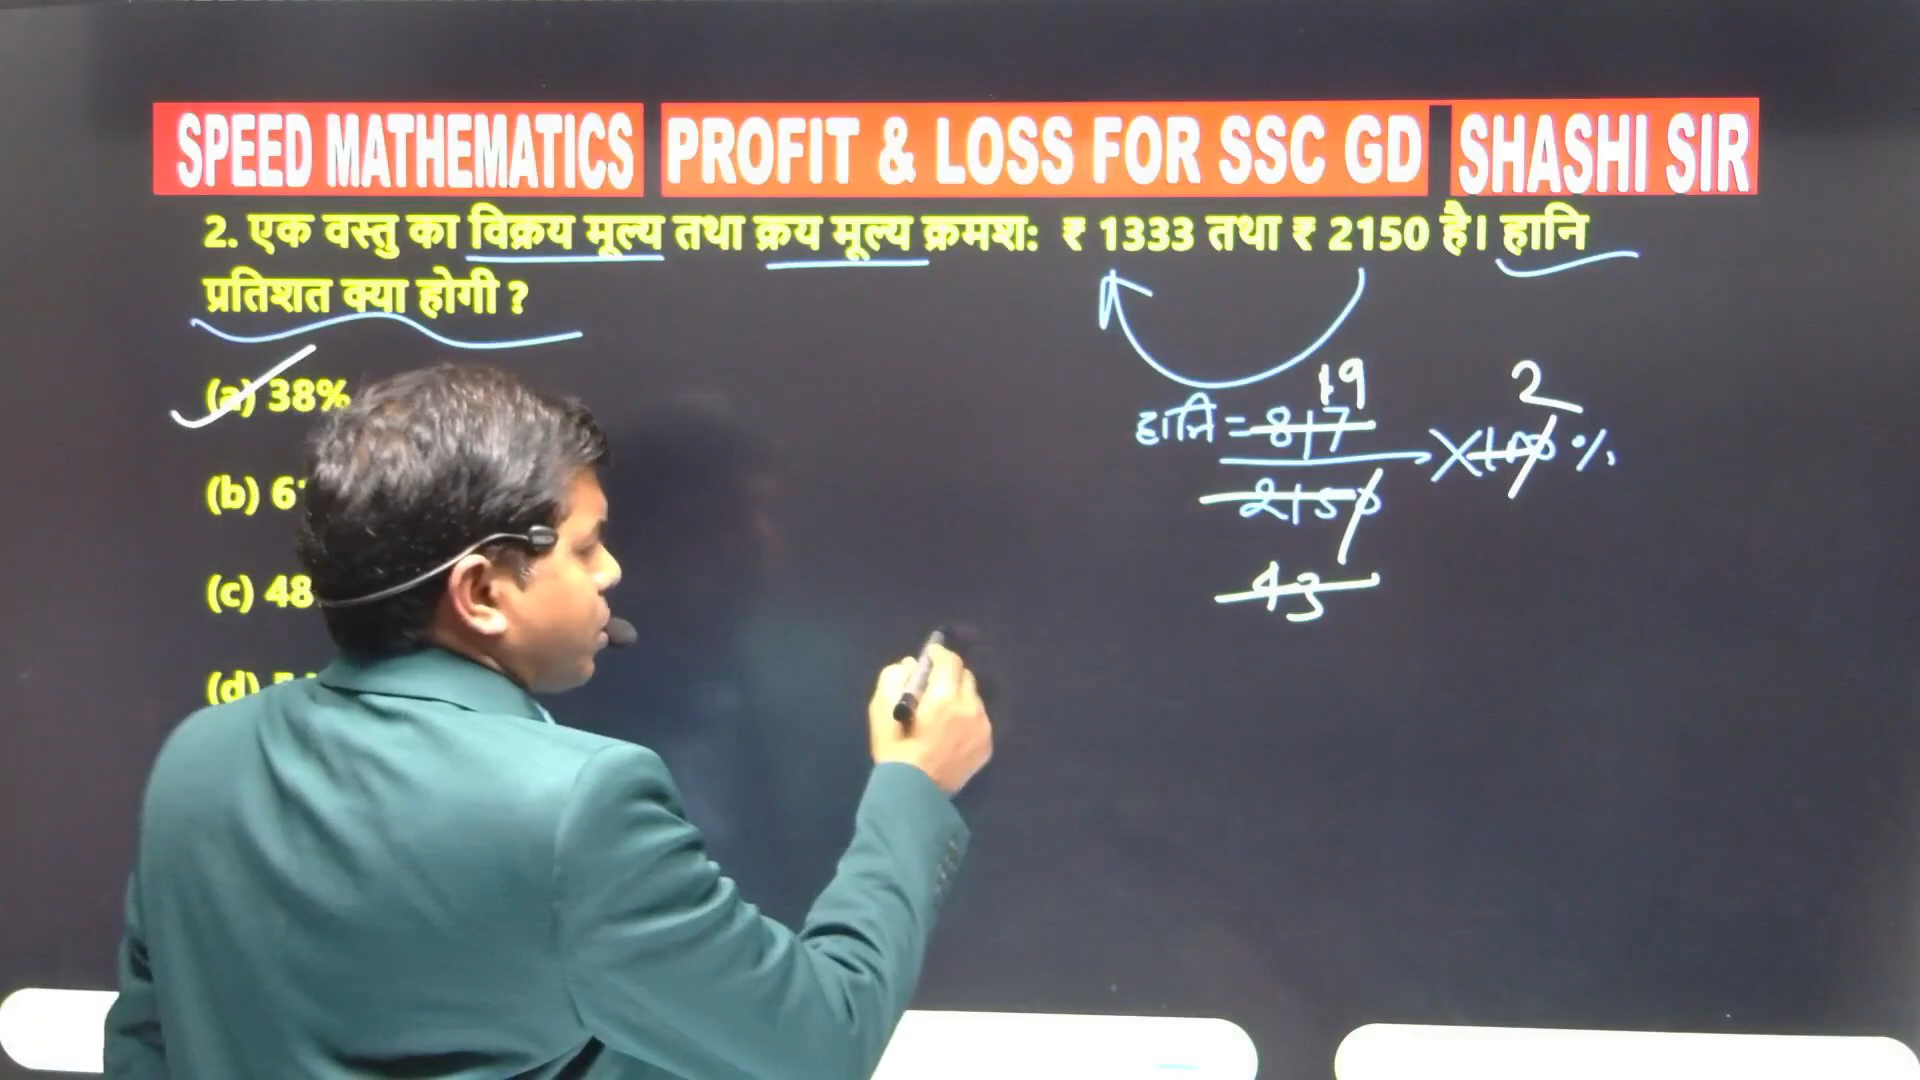 SPEED MATHEMATICS PROFIT & LOSS FOR SSC GD SHASHI SIR
2. एक वस्तु का विक्रय मूल्य तथा क्रय मूल्य क्रमश: ₹ 1333 तथा ₹ 2150 है। हानि
प्रतिशत क्या होगी ?
(a) 38%
(b) 6
(c) 48
(d)
19 2
हानि = 817 × 100 %
2150
43